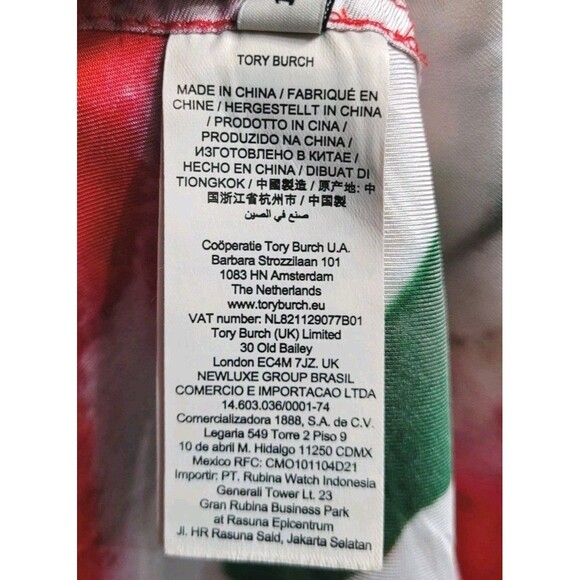 TORY BURCH
MADE IN CHINA / FABRIQUÉ EN
CHINE / HERGESTELLT IN CHINA
/ PRODOTTO IN CINA /
PRODUZIDO NA CHINA /
ИЗГОТОВЛЕНО В КИТАЕ /
HECHO EN CHINA / DIBUAT DI
TIONGKOK / 中國製造 / 原产地: 中
国浙江省杭州市 / 中国製
صنع في الصين
Coöperatie Tory Burch U.A.
Barbara Strozzilaan 101
1083 HN Amsterdam
The Netherlands
www.toryburch.eu
VAT number: NL821129077B01
Tory Burch (UK) Limited
30 Old Bailey
London EC4M 7JZ. UK
NEWLUXE GROUP BRASIL
COMERCIO E IMPORTACAO LTDA
14.603.036/0001-74
Comercializadora 1888, S.A. de C.V.
Legaria 549 Torre 2 Piso 9
10 de abril M. Hidalgo 11250 CDMX
Mexico RFC: CMO101104D21
Importir: PT. Rubina Watch Indonesia
Generali Tower Lt. 23
Gran Rubina Business Park
at Rasuna Epicentrum
Jl. HR Rasuna Said, Jakarta Selatan